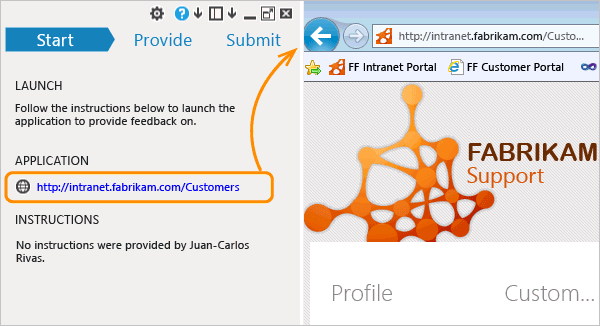 Start
Provide
Submit
LAUNCH
Follow the instructions below to launch the
application to provide feedback on.
APPLICATION
http://intranet.fabrikam.com/Customers
INSTRUCTIONS
No instructions were provided by Juan-Carlos
Rivas.
http://intranet.fabrikam.com/Custo...
FF Intranet Portal
FF Customer Portal
FABRIKAM
Support
Profile
Custom...